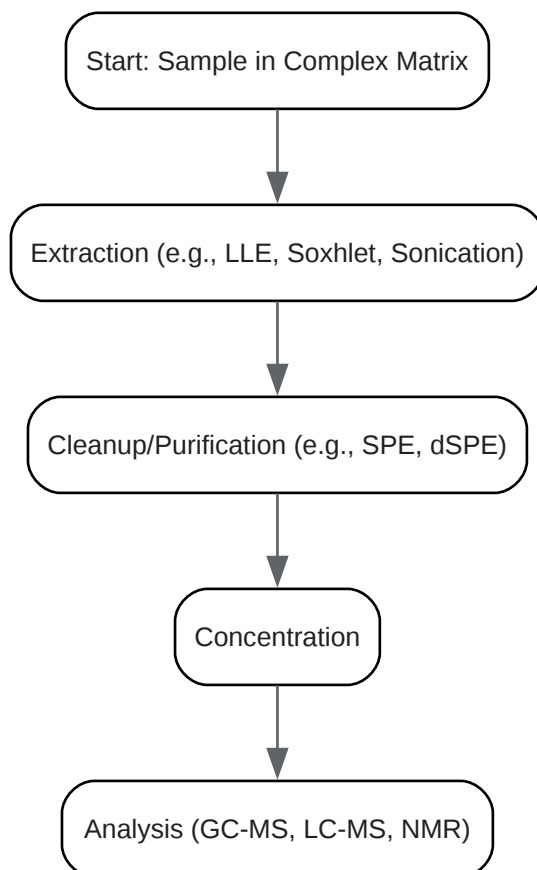 Start: Sample in Complex Matrix
Extraction (e.g., LLE, Soxhlet, Sonication)
Cleanup/Purification (e.g., SPE, dSPE)
Concentration
Analysis (GC-MS, LC-MS, NMR)